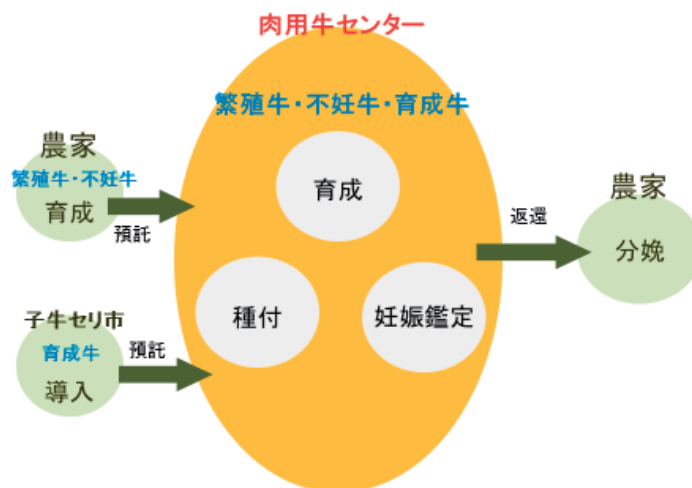 肉用牛センター
繁殖牛・不妊牛・育成牛
農家
繁殖牛・不妊牛
育成
預託
子牛セリ市
育成牛
導入
預託
育成
種付
妊娠鑑定
返還
農家
分娩